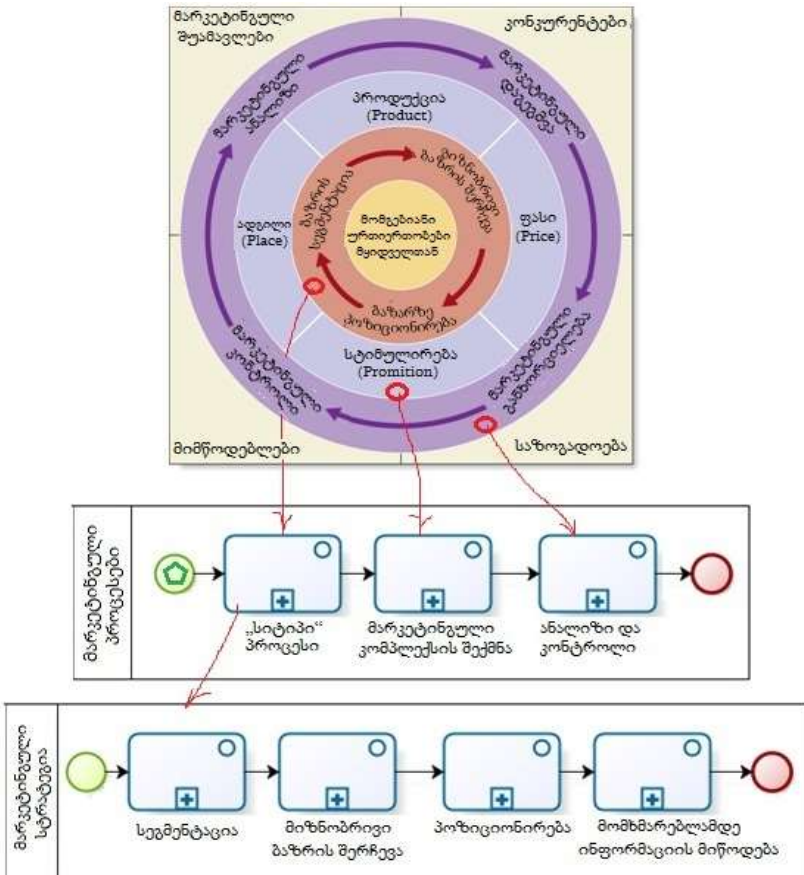 მარკეტინგული
შუამავლები
კონკურენტები
მარკეტინგული
ანალიზი
მარკეტინგული
დაგეგმვა
პროდუქცია
(Product)
ბაზრის
სეგმენტაცია
მიზნობრივი
ბაზრის შერჩევა
ადგილი
(Place)
მომგებიანი
ურთიერთობები
მყიდველთან
ფასი
(Price)
ბაზარზე
პოზიციონირება
სტიმულირება
(Promition)
მარკეტინგული
კონტროლი
მარკეტინგული
განხორციელება
მიმწოდებლები
საზოგადოება
მარკეტინგული
პროცესები
„სიტიპი“
პროცესი
მარკეტინგული
კომპლექსის შექმნა
ანალიზი და
კონტროლი
მარკეტინგული
სტრატეგია
სეგმენტაცია
მიზნობრივი
ბაზრის შერჩევა
პოზიციონირება
მომხმარებლამდე
ინფორმაციის მიწოდება